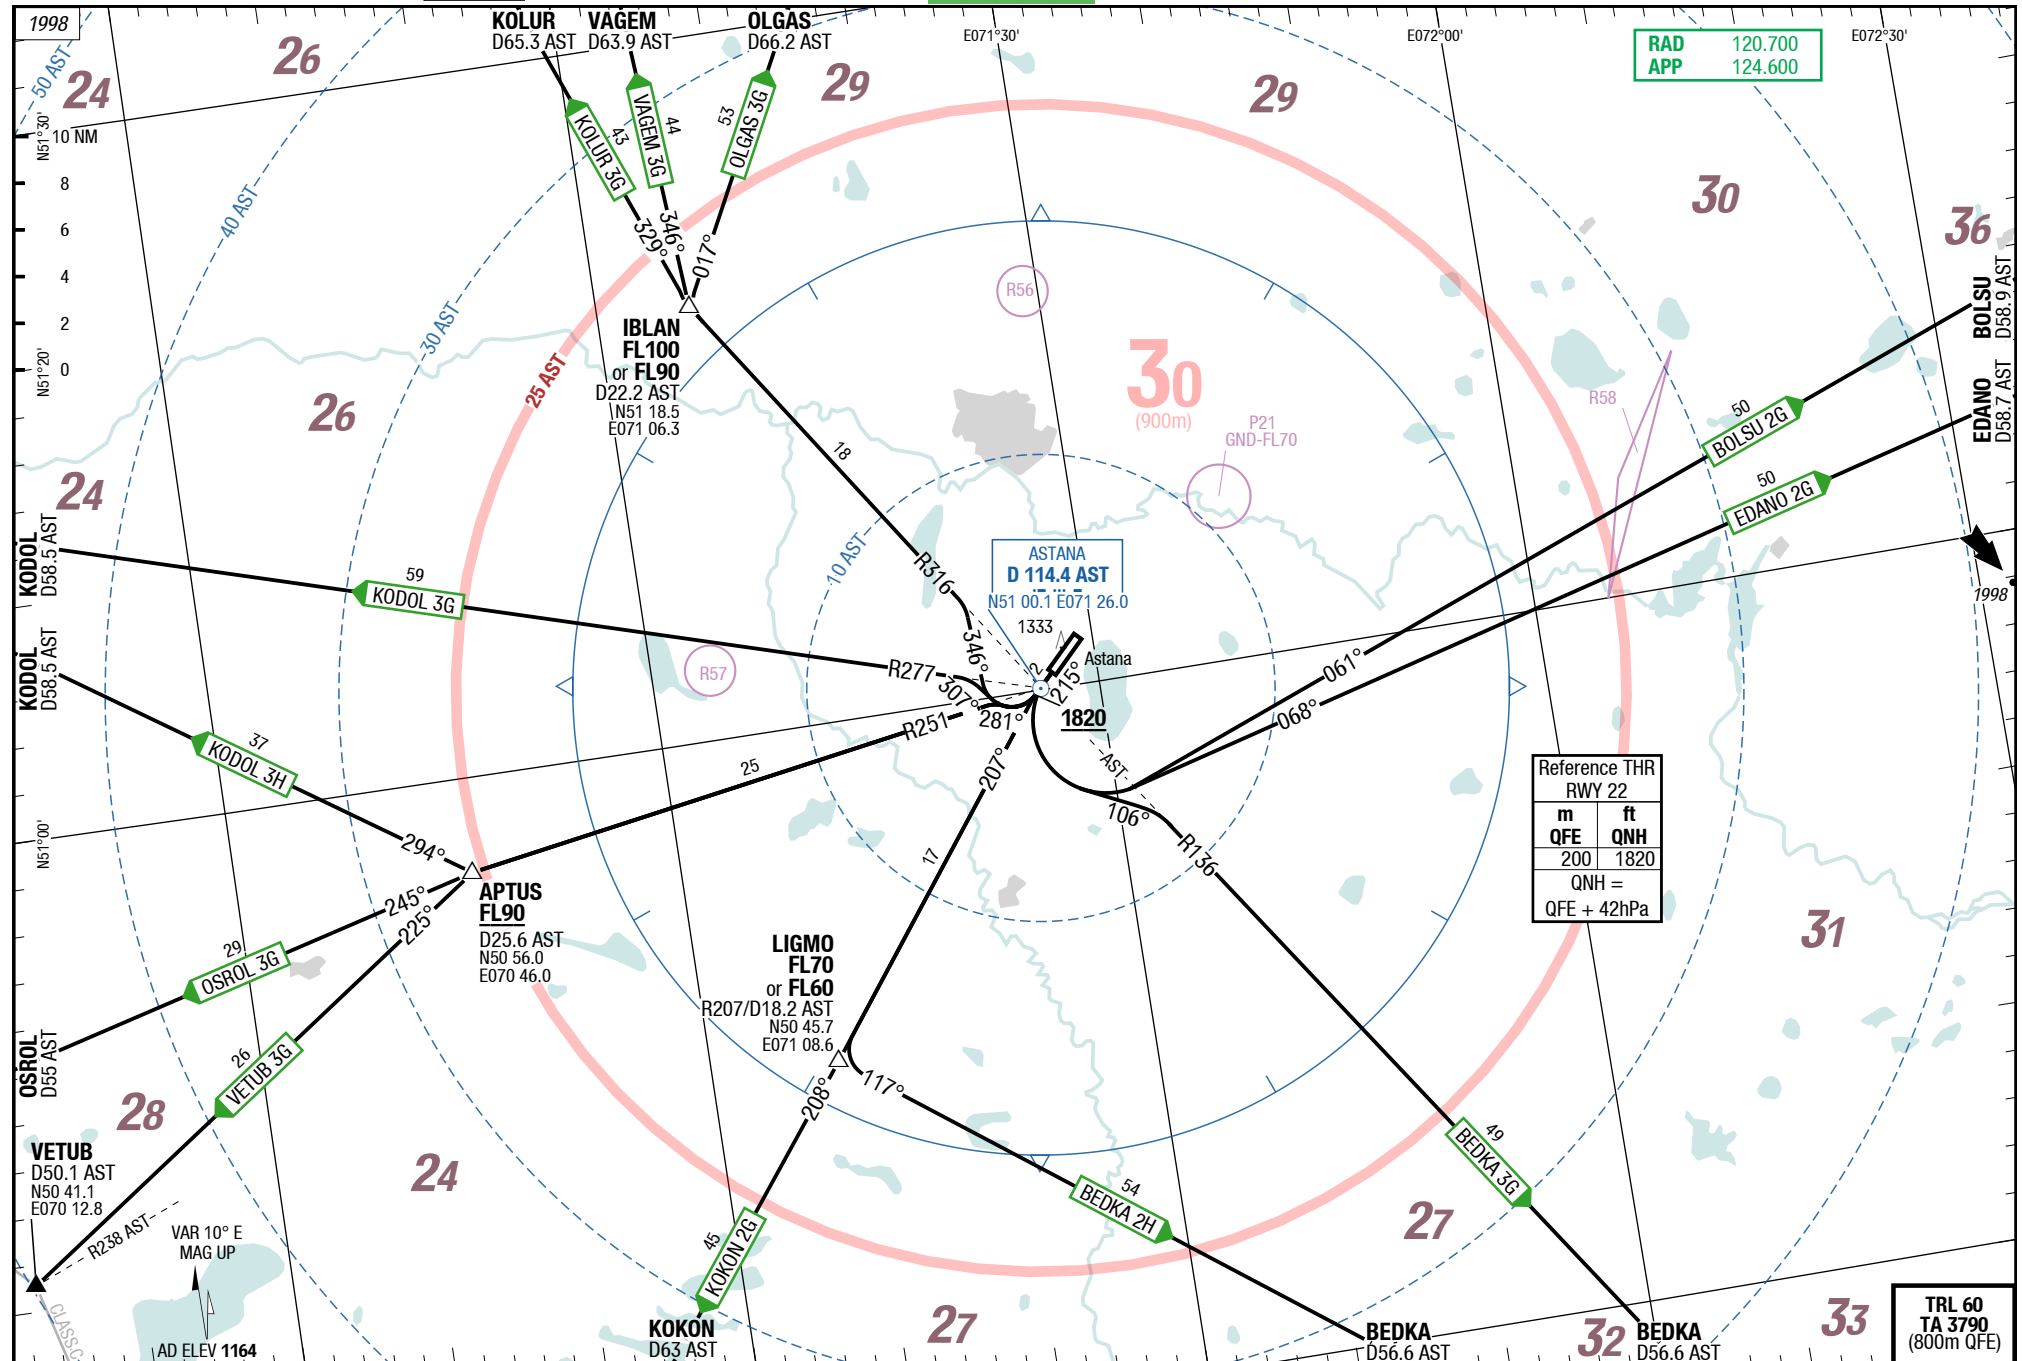 1998
KOLUR
D65.3 AST
VAGEM
D63.9 AST
OLGAS
D66.2 AST
E071°30'
E072°00'
E072°30'
RAD 120.700
APP 124.600
50 AST
24
26
29
29
30
36
N51°30'
10 NM
8
6
4
2
0
N51°20'
40 AST
30 AST
KOLUR 3G
43
VAGEM 3G
44
OLGAS 3G
53
329°
346°
017°
IBLAN
FL100
or FL90
D22.2 AST
N51 18.5
E071 06.3
25 AST
26
24
R56
30
(900m)
P21
GND-FL70
R58
BOLSU
D58.9 AST
EDANO
D58.7 AST
50
BOLSU 2G
50
EDANO 2G
1998
18
R316
346°
10 AST
ASTANA
D 114.4 AST
N51 00.1 E071 26.0
1333
2
215°
Astana
1820
KODOL
D58.5 AST
59
KODOL 3G
R57
R277
307°
281°
R251
KODOL
D58.5 AST
37
KODOL 3H
294°
25
207°
061°
068°
AST
106°
R136
N51°00'
APTUS
FL90
D25.6 AST
N50 56.0
E070 46.0
245°
225°
29
OSROL 3G
OSROL
D55 AST
26
VETUB 3G
17
LIGMO
FL70
or FL60
R207/D18.2 AST
N50 45.7
E071 08.6
208°
117°
Reference THR
RWY 22
m ft
QFE QNH
200 1820
QNH =
QFE + 42hPa
31
28
VETUB
D50.1 AST
N50 41.1
E070 12.8
R238 AST
VAR 10° E
MAG UP
CLASS C
AD ELEV 1164
24
45
KOKON 2G
KOKON
D63 AST
54
BEDKA 2H
49
BEDKA 3G
27
27
BEDKA
D56.6 AST
32
BEDKA
D56.6 AST
33
TRL 60
TA 3790
(800m QFE)